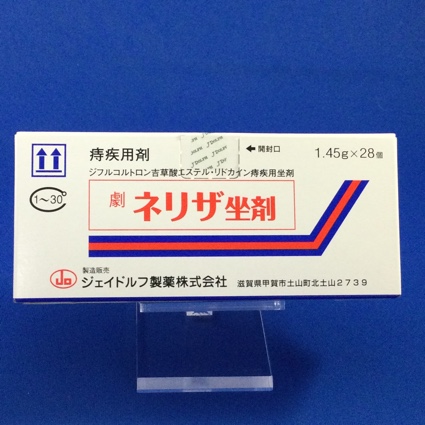 痔疾用剤
開封口
1.45g×28個
ジフルコルトロン吉草酸エステル・リドカイン痔疾用坐剤
1~30°
劇 ネリザ坐剤
製造販売
JD
ジェイドルフ製薬株式会社
滋賀県甲賀市土山町北土山2739